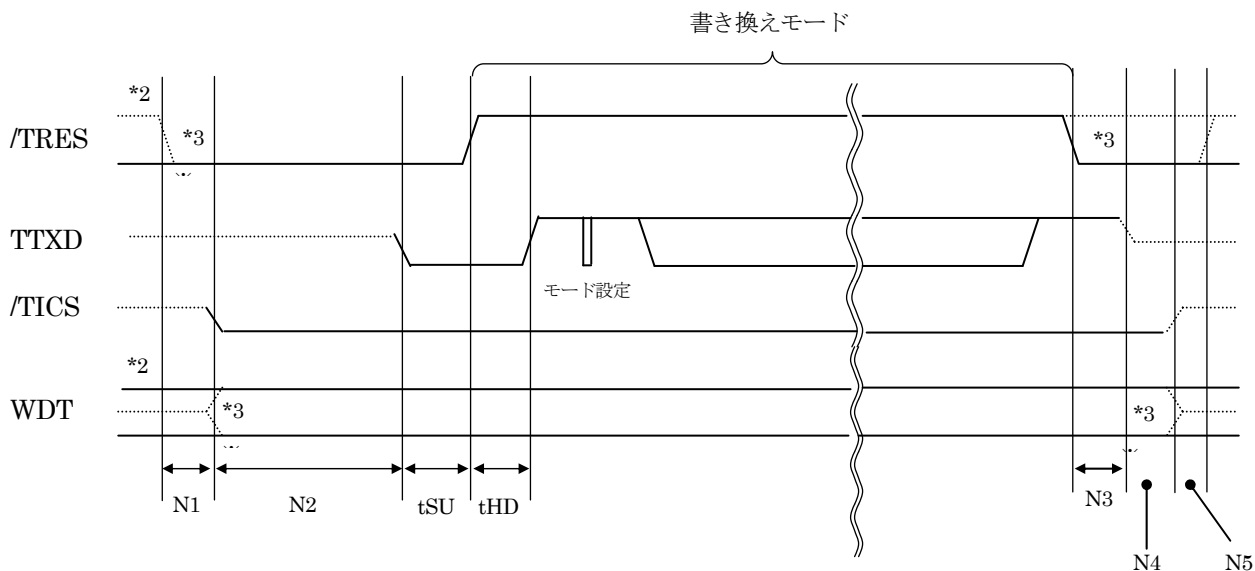 書き換えモード
*2
/TRES
*3
*3
TTXD
モード設定
/TICS
*2
WDT
*3
*3
N1
N2
tSU
tHD
N3
N4
N5